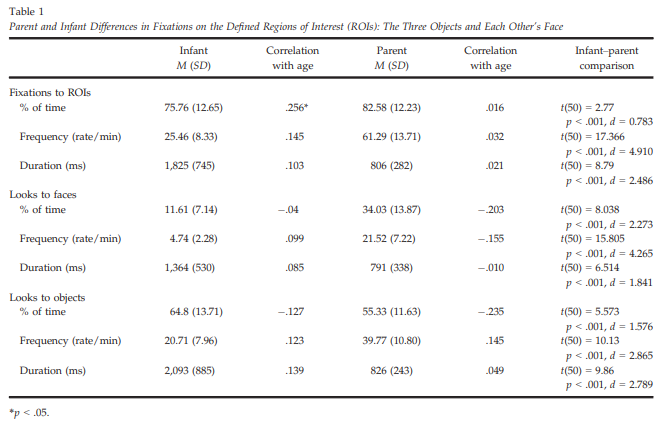 Table 1
Parent and Infant Differences in Fixations on the Defined Regions of Interest (ROIs): The Three Objects and Each Other's Face
Infant M (SD) Correlation with age Parent M (SD) Correlation with age Infant–parent comparison
Fixations to ROIs
% of time 75.76 (12.65) .256* 82.58 (12.23) .016 t(50) = 2.77
p < .001, d = 0.783
Frequency (rate/min) 25.46 (8.33) .145 61.29 (13.71) .032 t(50) = 17.366
p < .001, d = 4.910
Duration (ms) 1,825 (745) .103 806 (282) .021 t(50) = 8.79
p < .001, d = 2.486
Looks to faces
% of time 11.61 (7.14) −.04 34.03 (13.87) −.203 t(50) = 8.038
p < .001, d = 2.273
Frequency (rate/min) 4.74 (2.28) .099 21.52 (7.22) −.155 t(50) = 15.805
p < .001, d = 4.265
Duration (ms) 1,364 (530) .085 791 (338) −.010 t(50) = 6.514
p < .001, d = 1.841
Looks to objects
% of time 64.8 (13.71) −.127 55.33 (11.63) −.235 t(50) = 5.573
p < .001, d = 1.576
Frequency (rate/min) 20.71 (7.96) .123 39.77 (10.80) .145 t(50) = 10.13
p < .001, d = 2.865
Duration (ms) 2,093 (885) .139 826 (243) .049 t(50) = 9.86
p < .001, d = 2.789
*p < .05.